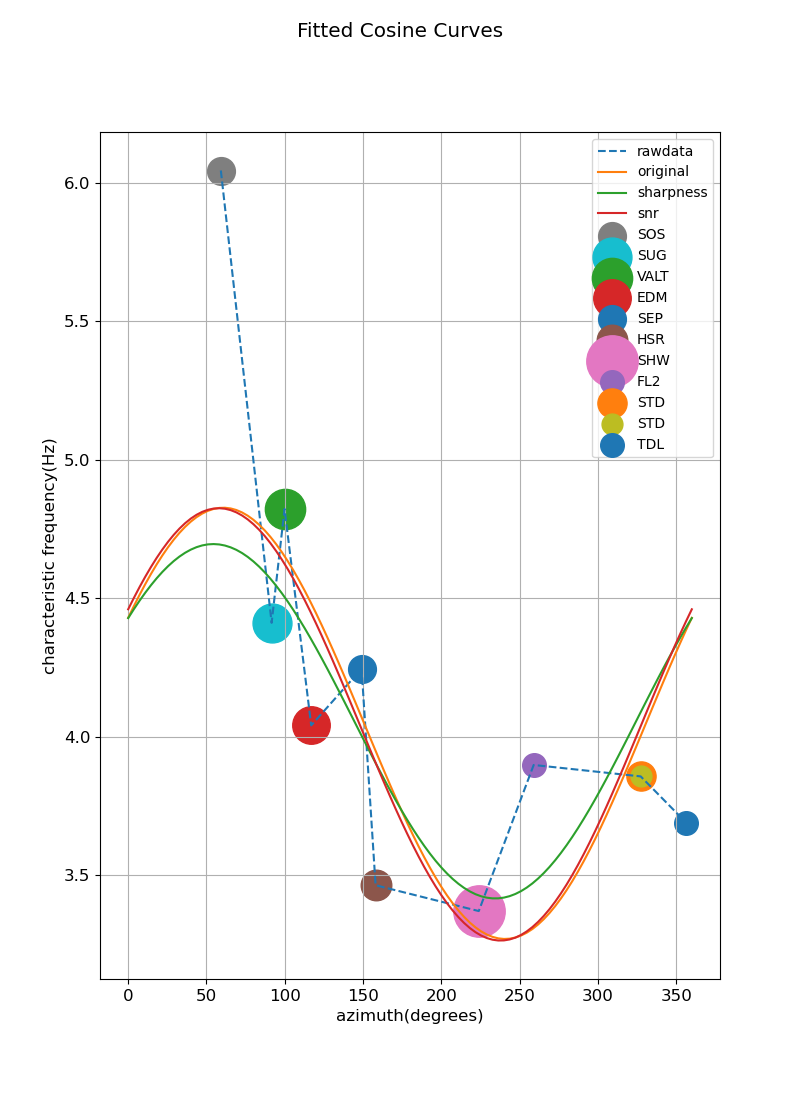 Fitted Cosine Curves
rawdata
original
sharpness
snr
SOS
SUG
VALT
EDM
SEP
HSR
SHW
FL2
STD
STD
TDL
characteristic frequency(Hz)
6.0
5.5
5.0
4.5
4.0
3.5
0 50 100 150 200 250 300 350
azimuth(degrees)